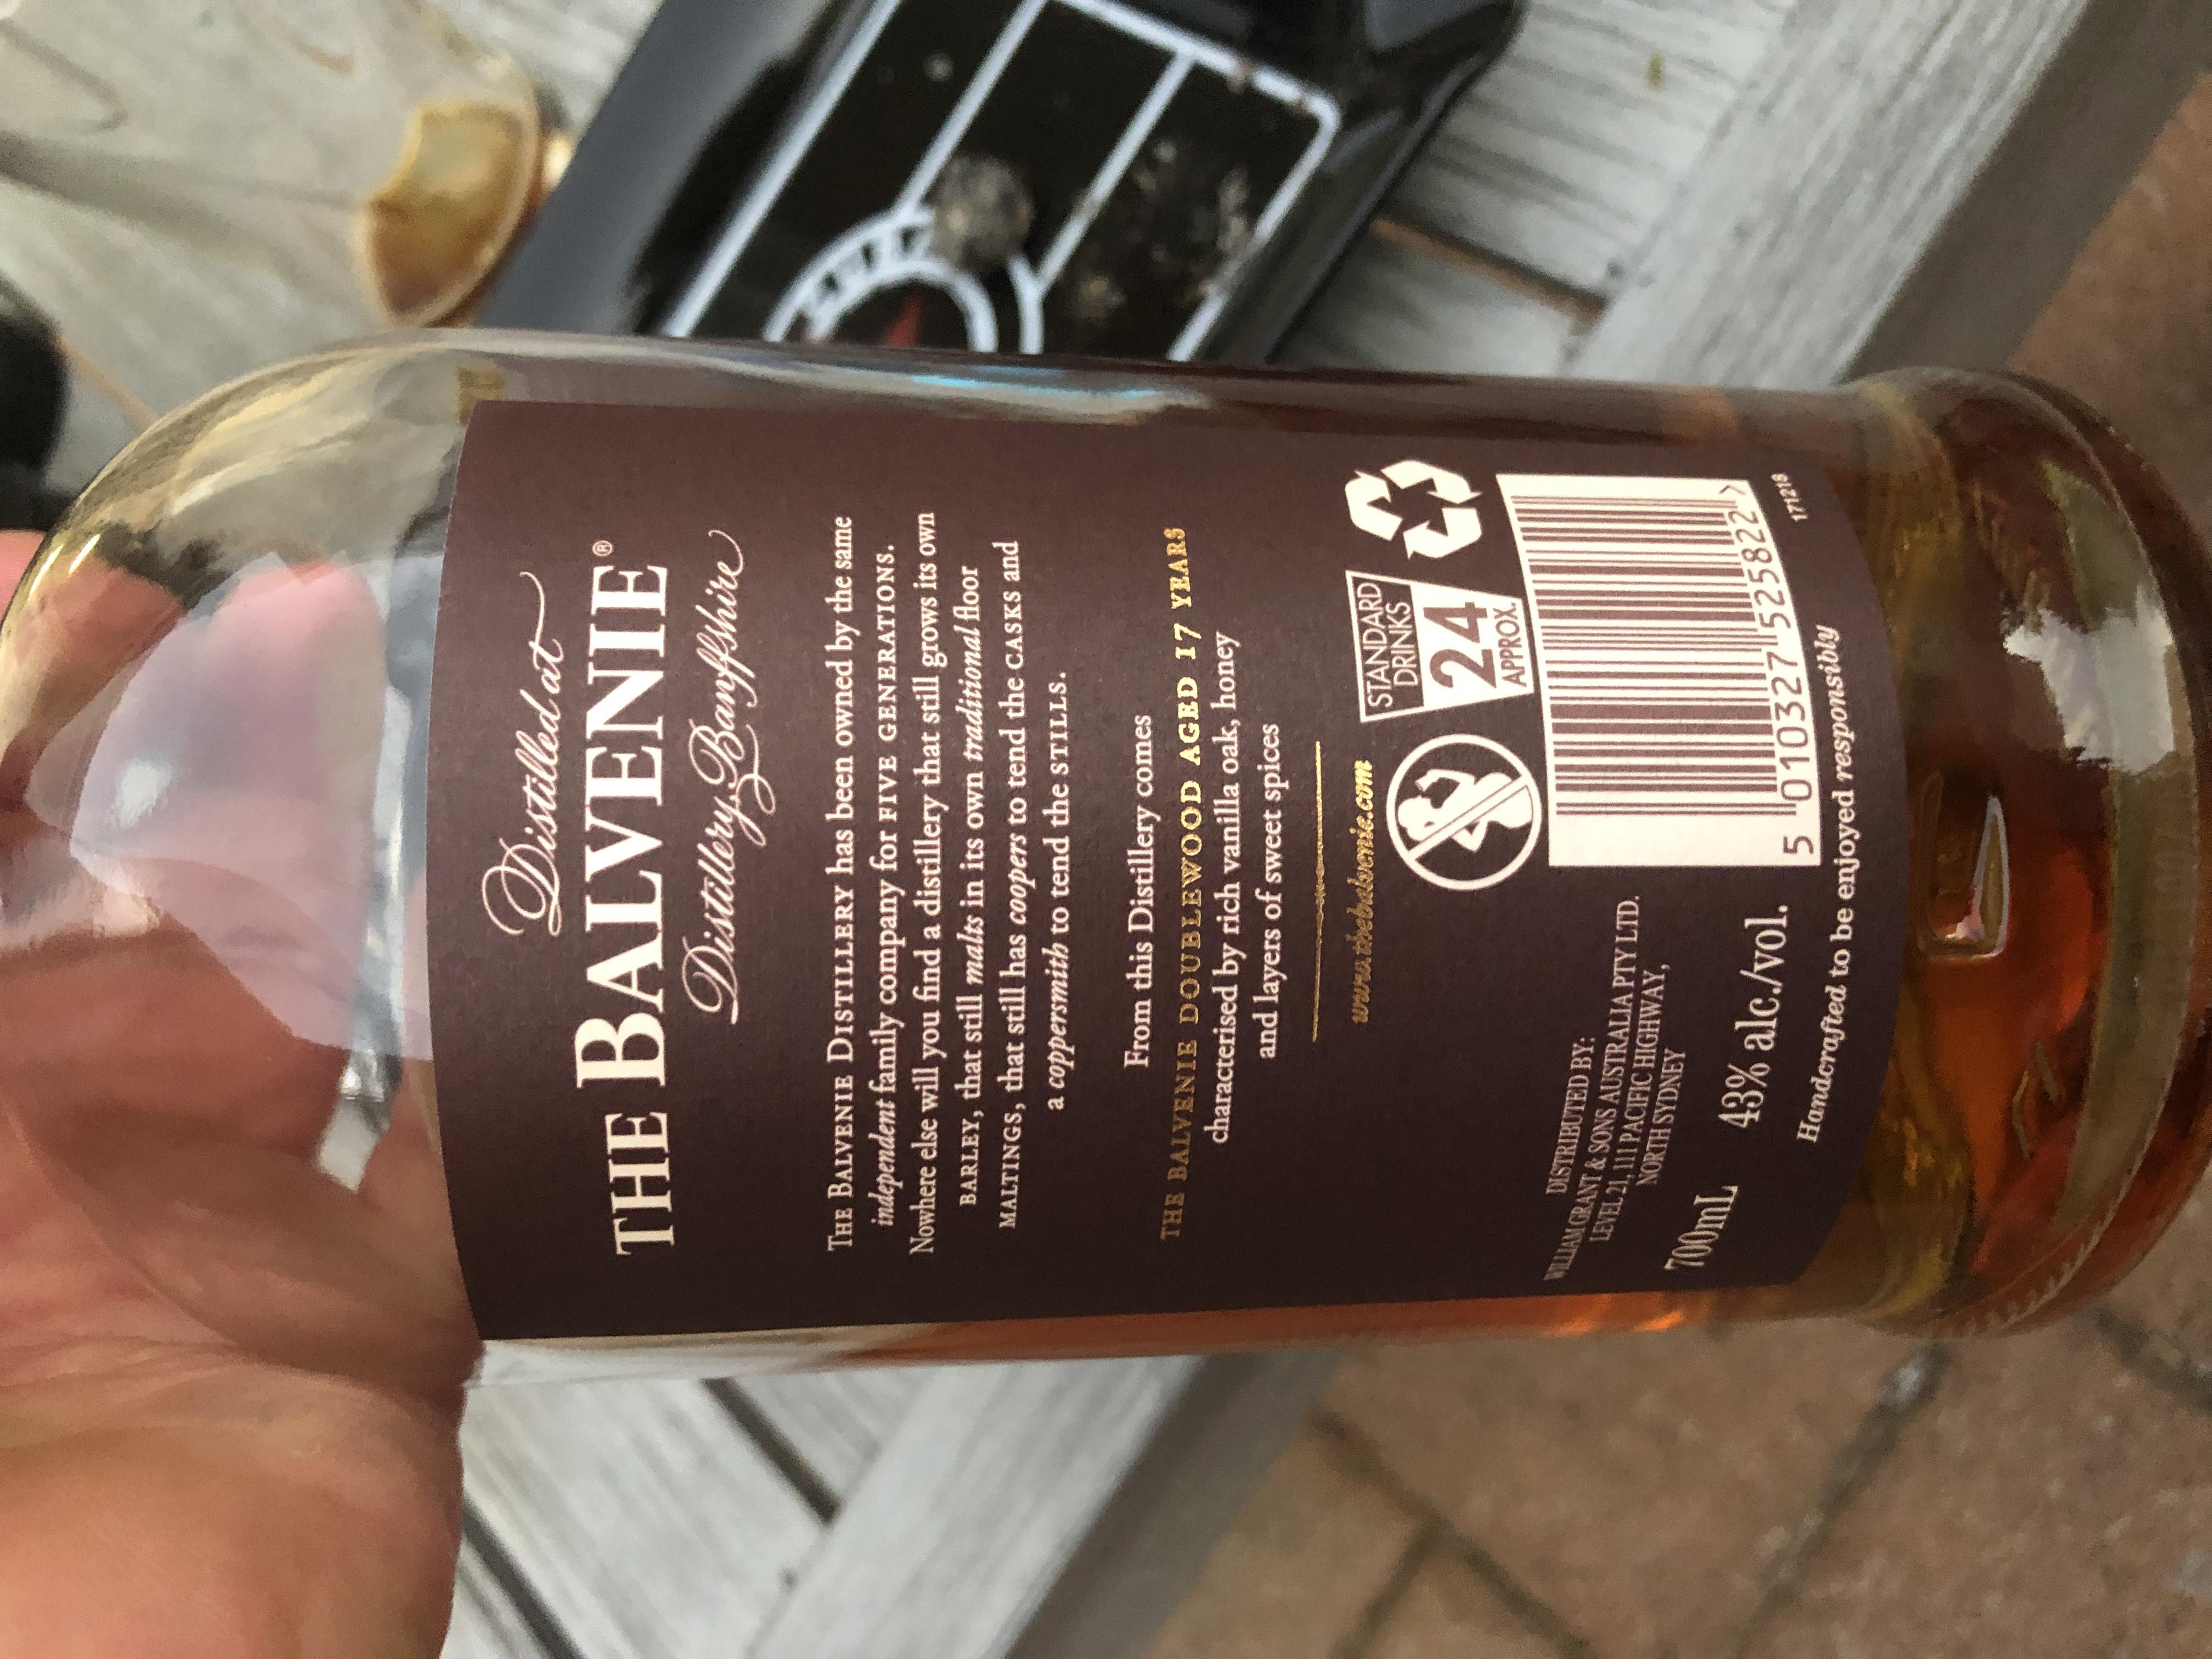 Distilled at
THE BALVENIE®
Distillery, Banffshire
THE BALVENIE DISTILLERY has been owned by the same
independent family company for FIVE GENERATIONS.
Nowhere else will you find a distillery that still grows its own
BARLEY, that still malts in its own traditional floor
MALTINGS, that still has coopers to tend the CASKS and
a coppersmith to tend the STILLS.
From this Distillery comes
THE BALVENIE DOUBLEWOOD AGED 17 YEARS
characterised by rich vanilla oak, honey
and layers of sweet spices
www.thebalvenie.com
STANDARD
DRINKS
24
APPROX.
DISTRIBUTED BY:
WILLIAM GRANT & SONS AUSTRALIA PTY LTD.
LEVEL 21, 111 PACIFIC HIGHWAY,
NORTH SYDNEY
700mL 43% alc./vol.
5 010327 525822 >
171218
Handcrafted to be enjoyed responsibly